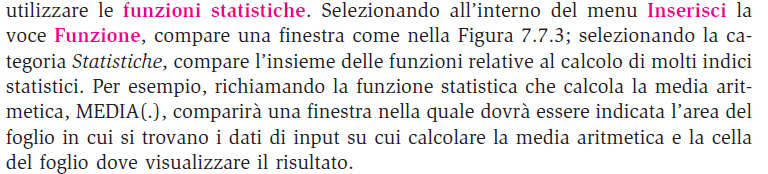 utilizzare le funzioni statistiche. Selezionando all'interno del menu Inserisci la
voce Funzione, compare una finestra come nella Figura 7.7.3; selezionando la ca-
tegoria Statistiche, compare l'insieme delle funzioni relative al calcolo di molti indici
statistici. Per esempio, richiamando la funzione statistica che calcola la media arit-
metica, MEDIA(.), comparirà una finestra nella quale dovrà essere indicata l'area del
foglio in cui si trovano i dati di input su cui calcolare la media aritmetica e la cella
del foglio dove visualizzare il risultato.